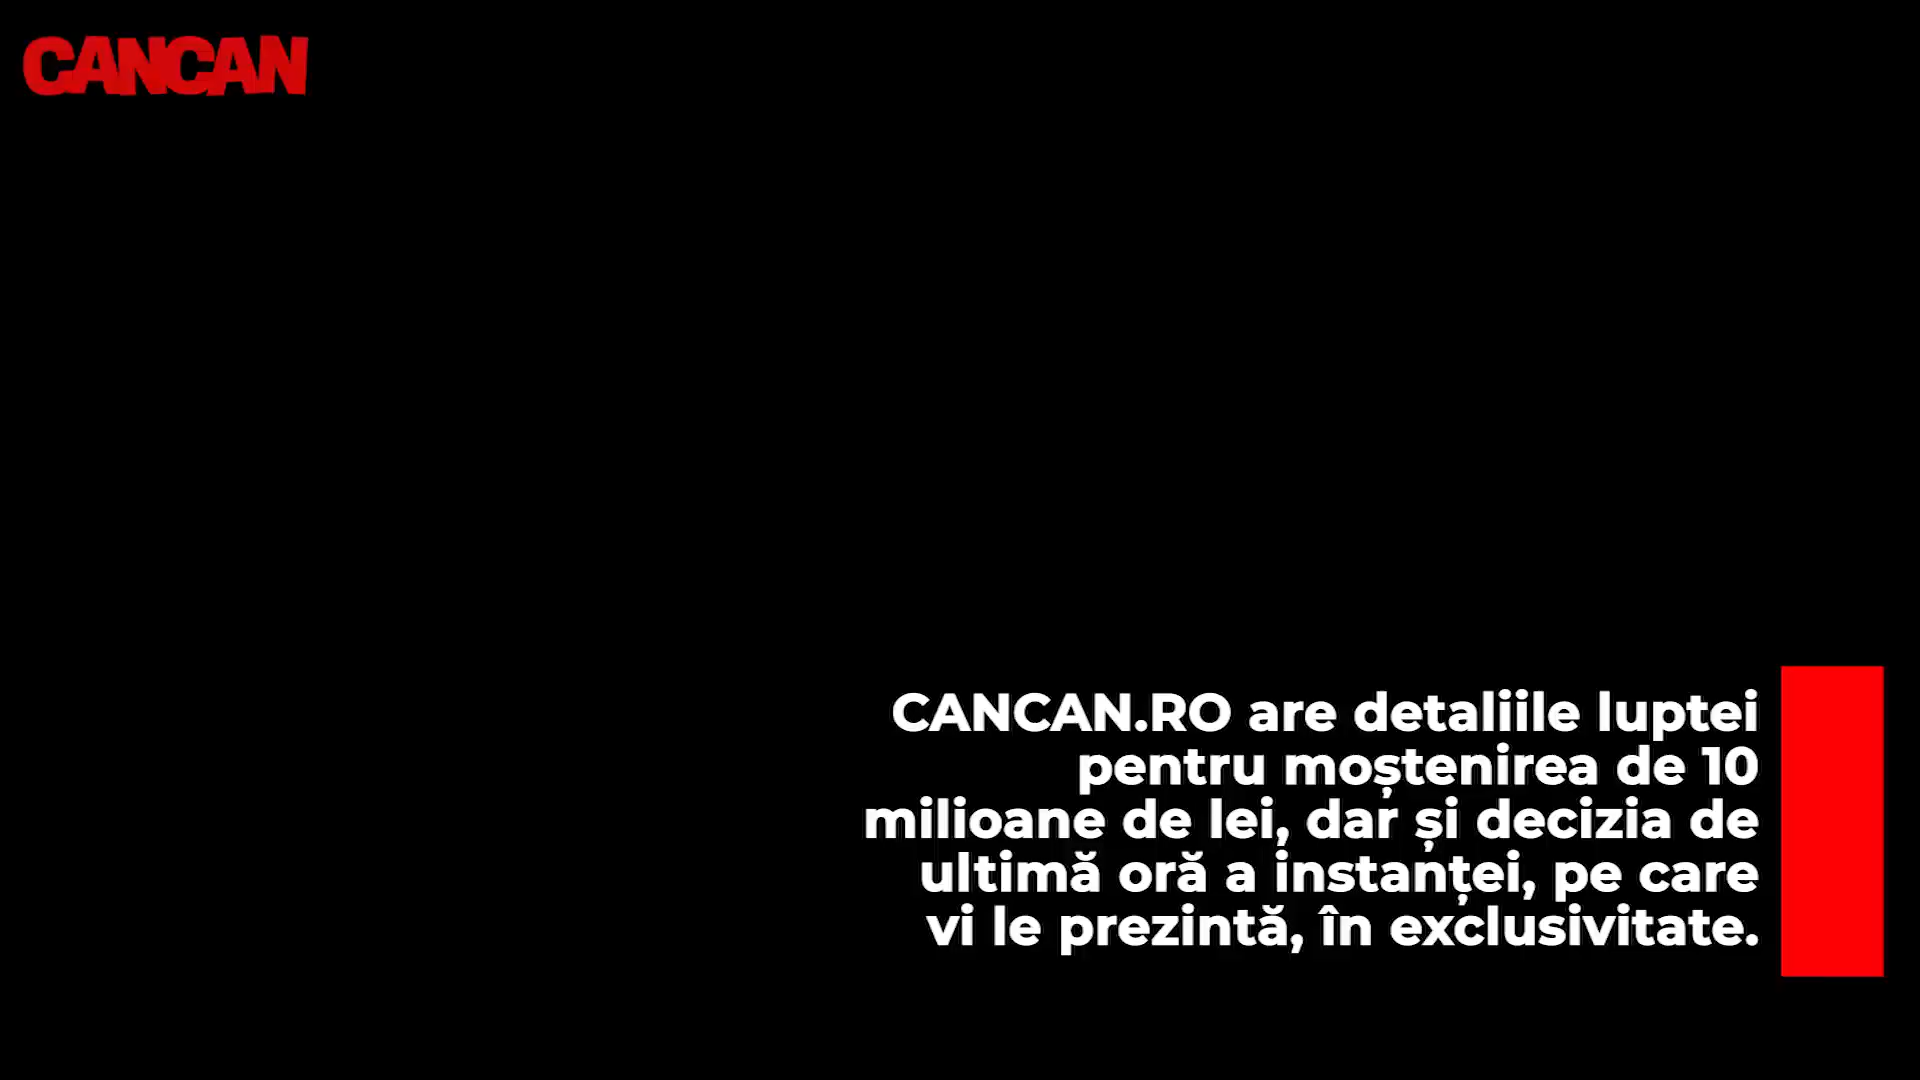 CANCAN
CANCAN.RO are detaliile luptei
pentru moștenirea de 10
milioane de lei, dar și decizia de
ultimă oră a instanței, pe care
vi le prezintă, în exclusivitate.